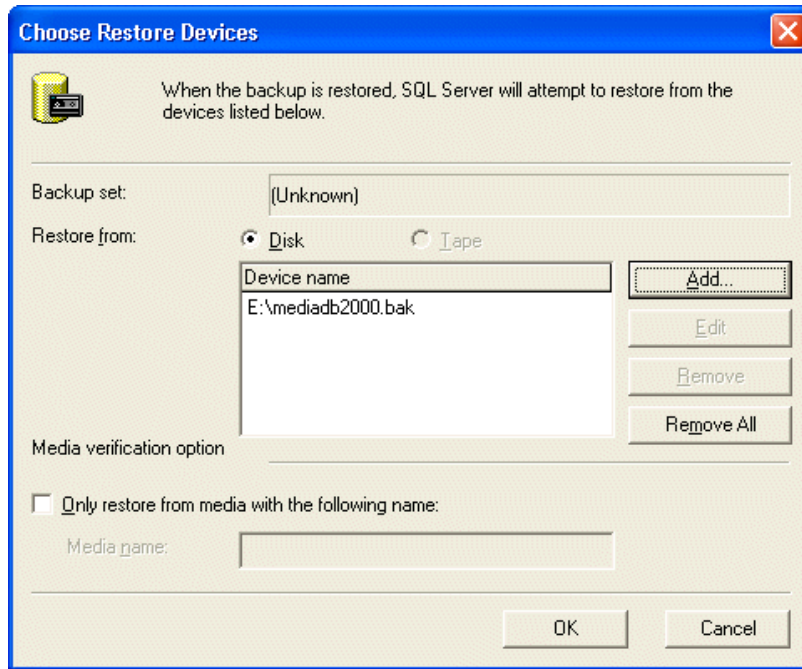 Choose Restore Devices
When the backup is restored, SQL Server will attempt to restore from the
devices listed below.
Backup set:
(Unknown)
Restore from:
Disk
Tape
Device name
E:\mediadb2000.bak
Add...
Edit
Remove
Remove All
Media verification option
Only restore from media with the following name:
Media name:
OK
Cancel